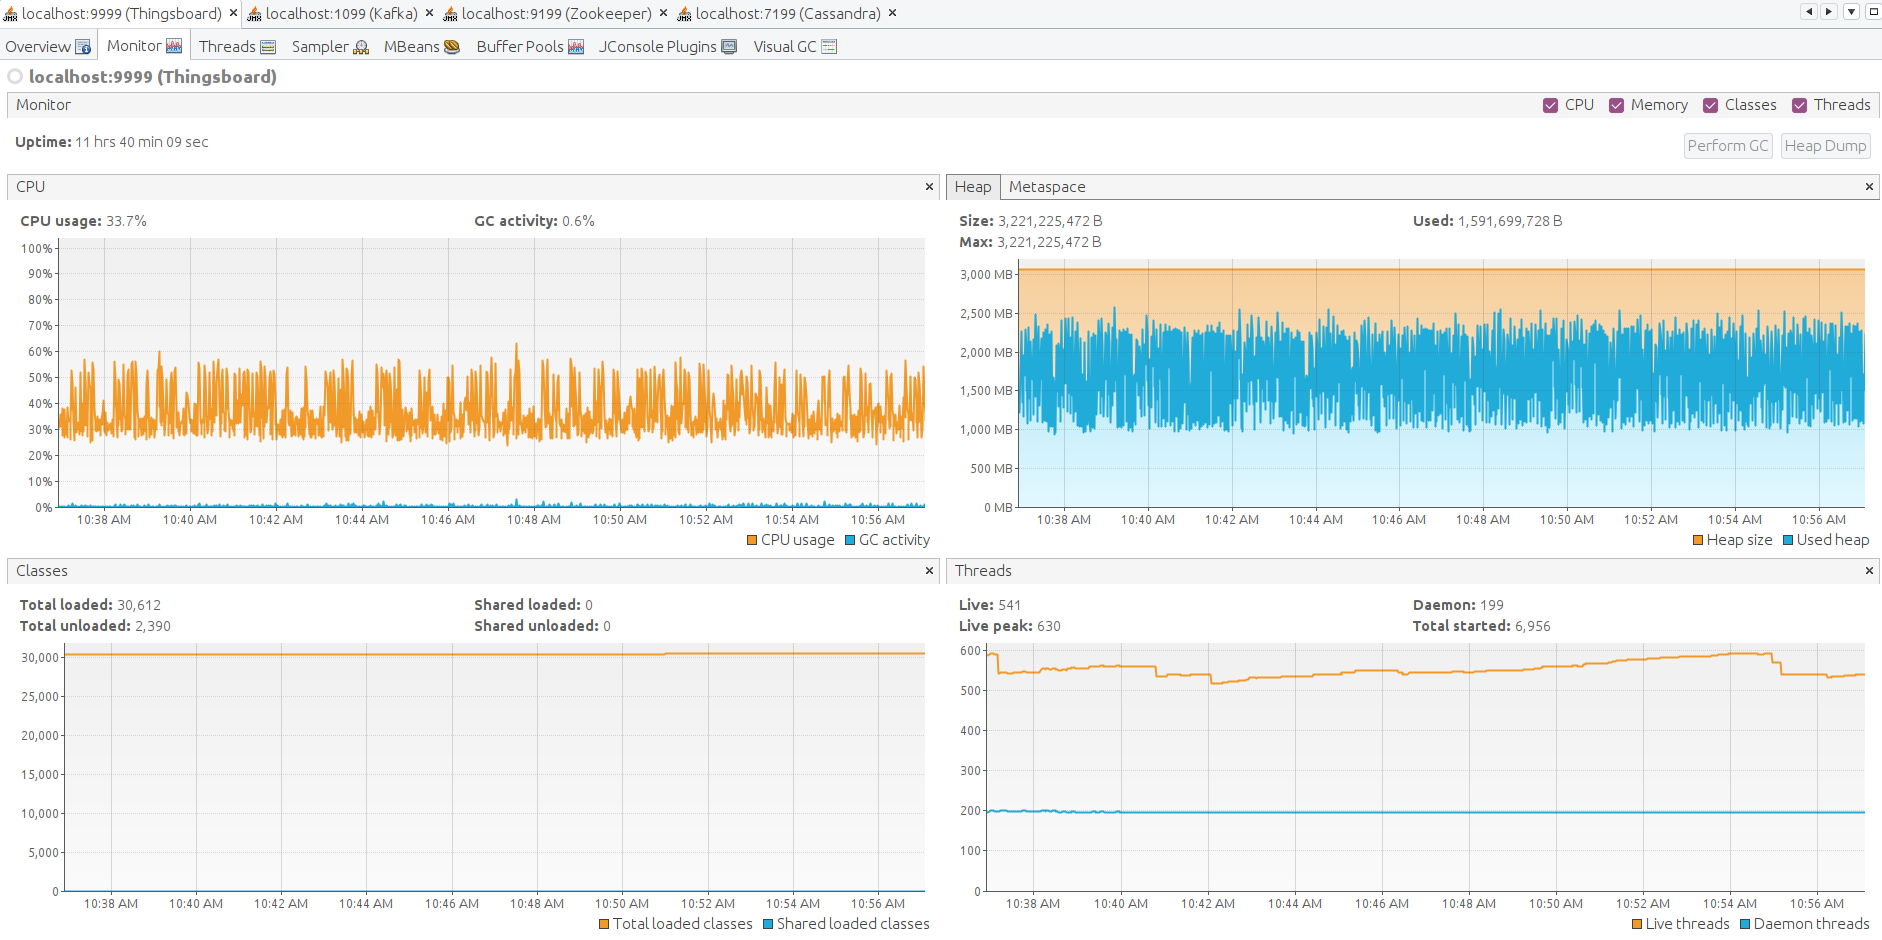 localhost:9999 (Thingsboard) × localhost:1099 (Kafka) × localhost:9199 (Zookeeper) × localhost:7199 (Cassandra) ×
Overview Monitor Threads Sampler MBeans Buffer Pools JConsole Plugins Visual GC
localhost:9999 (Thingsboard)
Monitor CPU Memory Classes Threads
Uptime: 11 hrs 40 min 09 sec
Perform GC Heap Dump
CPU ×
CPU usage: 33.7% GC activity: 0.6%
100%
90%
80%
70%
60%
50%
40%
30%
20%
10%
0%
10:38 AM 10:40 AM 10:42 AM 10:44 AM 10:46 AM 10:48 AM 10:50 AM 10:52 AM 10:54 AM 10:56 AM
CPU usage GC activity
Heap Metaspace ×
Size: 3,221,225,472 B Used: 1,591,699,728 B
Max: 3,221,225,472 B
3,000 MB
2,500 MB
2,000 MB
1,500 MB
1,000 MB
500 MB
0 MB
10:38 AM 10:40 AM 10:42 AM 10:44 AM 10:46 AM 10:48 AM 10:50 AM 10:52 AM 10:54 AM 10:56 AM
Heap size Used heap
Classes ×
Total loaded: 30,612 Shared loaded: 0
Total unloaded: 2,390 Shared unloaded: 0
30,000
25,000
20,000
15,000
10,000
5,000
0
10:38 AM 10:40 AM 10:42 AM 10:44 AM 10:46 AM 10:48 AM 10:50 AM 10:52 AM 10:54 AM 10:56 AM
Total loaded classes Shared loaded classes
Threads ×
Live: 541 Daemon: 199
Live peak: 630 Total started: 6,956
600
500
400
300
200
100
0
10:38 AM 10:40 AM 10:42 AM 10:44 AM 10:46 AM 10:48 AM 10:50 AM 10:52 AM 10:54 AM 10:56 AM
Live threads Daemon threads